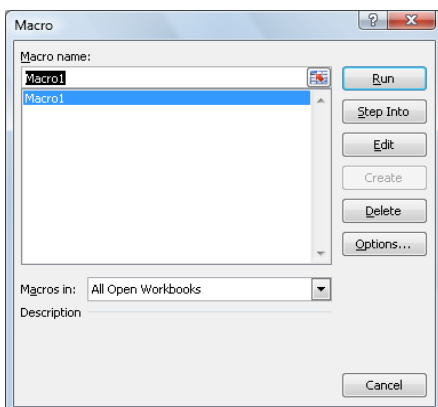 Macro
Macro name:
Macro1
Macro1
Run
Step Into
Edit
Create
Delete
Options...
Macros in: All Open Workbooks
Description
Cancel